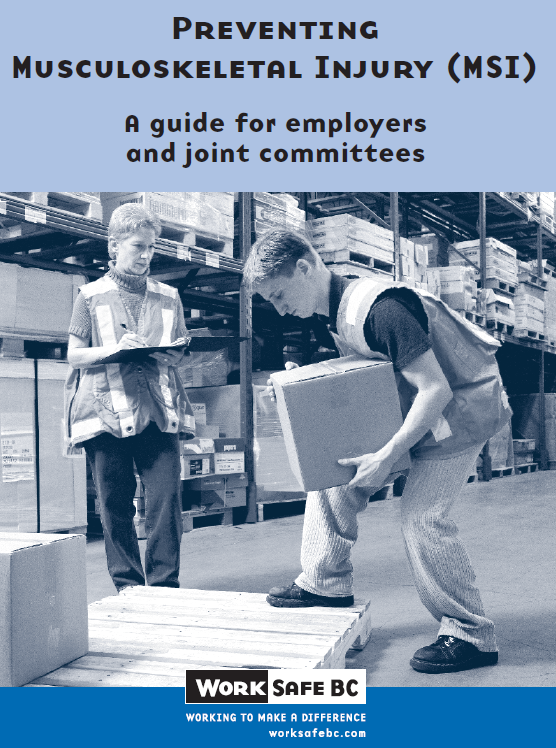 PREVENTING
MUSCULOSKELETAL INJURY (MSI)
A guide for employers
and joint committees
WORK SAFE BC
WORKING TO MAKE A DIFFERENCE
worksafebc.com